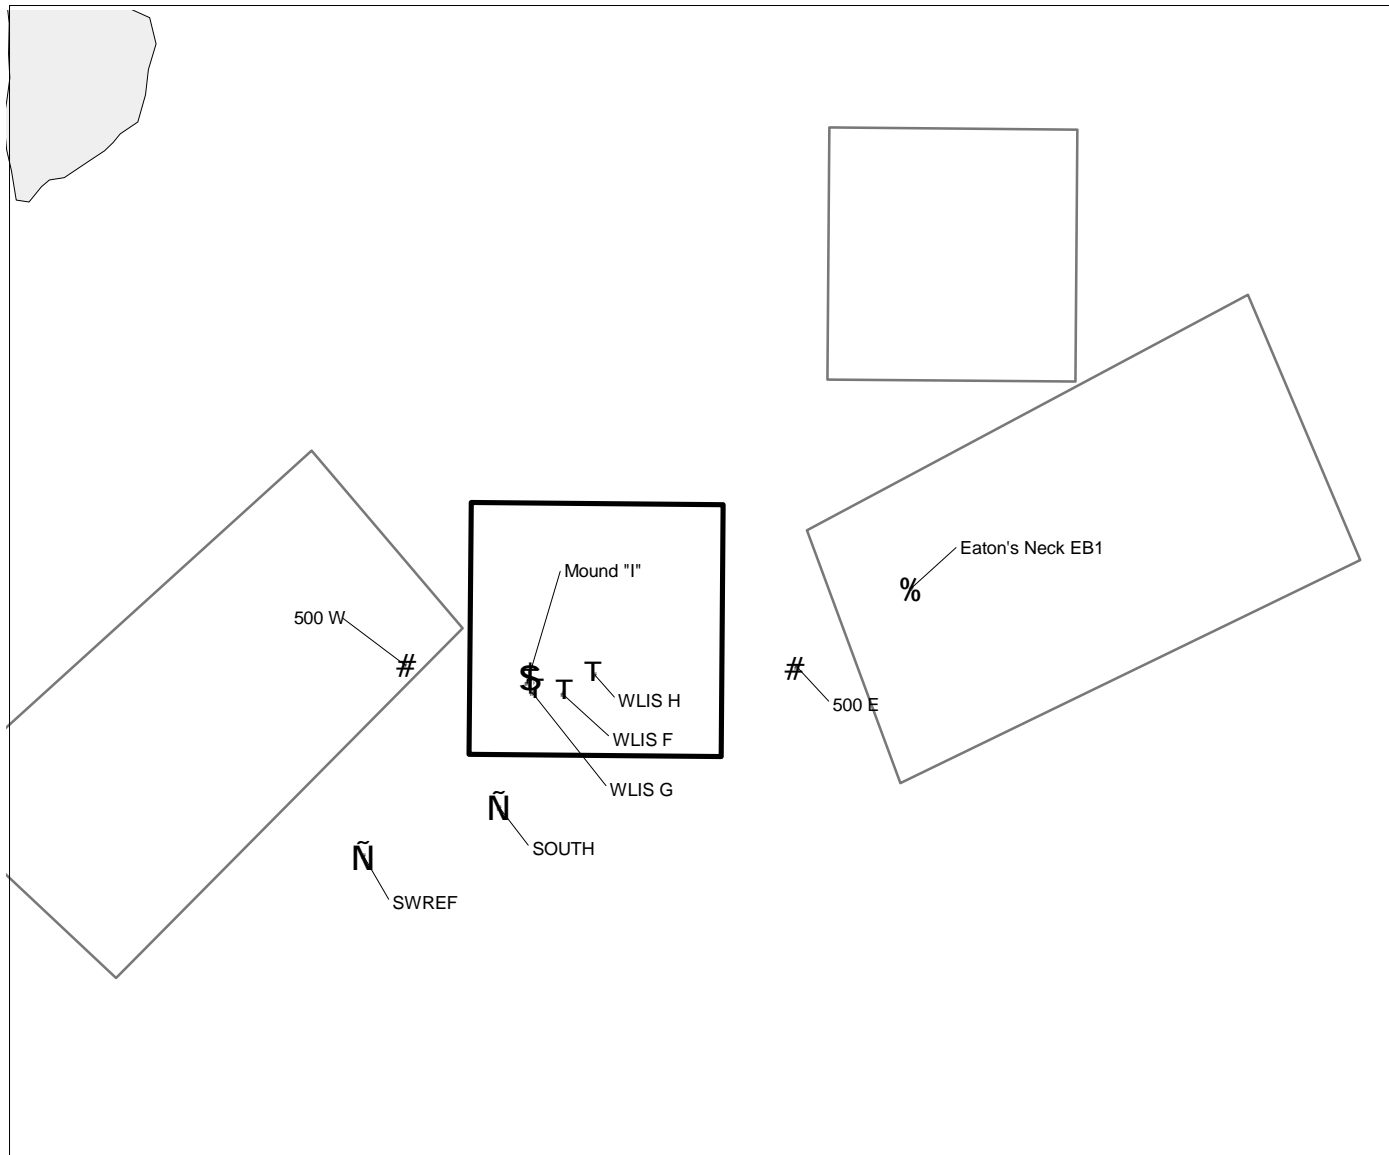 Eaton's Neck EB1
Mound "I"
%
500 W
#
$
T
T
T
#
WLIS H
500 E
WLIS F
WLIS G
Ñ
SOUTH
Ñ
SWREF